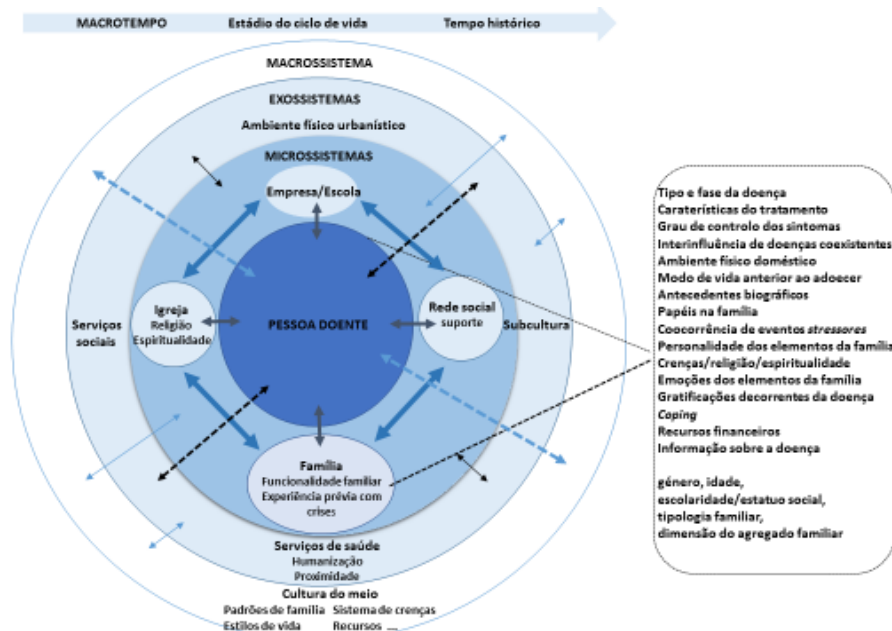 MACROTEMPO Estádio do ciclo de vida Tempo histórico
MACROSSISTEMA
EXOSSISTEMAS
Ambiente físico urbanístico
MICROSSISTEMAS
Empresa/Escola
Igreja
Religião
Espiritualidade
PESSOA DOENTE
Rede social
suporte
Serviços
sociais
Subcultura
Família
Funcionalidade familiar
Experiência prévia com
crises
Serviços de saúde
Humanização
Proximidade
Cultura do meio
Padrões de família Sistema de crenças
Estilos de vida Recursos ...
Tipo e fase da doença
Caraterísticas do tratamento
Grau de controlo dos sintomas
Interinfluência de doenças coexistentes
Ambiente físico doméstico
Modo de vida anterior ao adoecer
Antecedentes biográficos
Papéis na família
Coocorrência de eventos stressores
Personalidade dos elementos da família
Crenças/religião/espiritualidade
Emoções dos elementos da família
Gratificações decorrentes da doença
Coping
Recursos financeiros
Informação sobre a doença
género, idade,
escolaridade/estatuto social,
tipologia familiar,
dimensão do agregado familiar